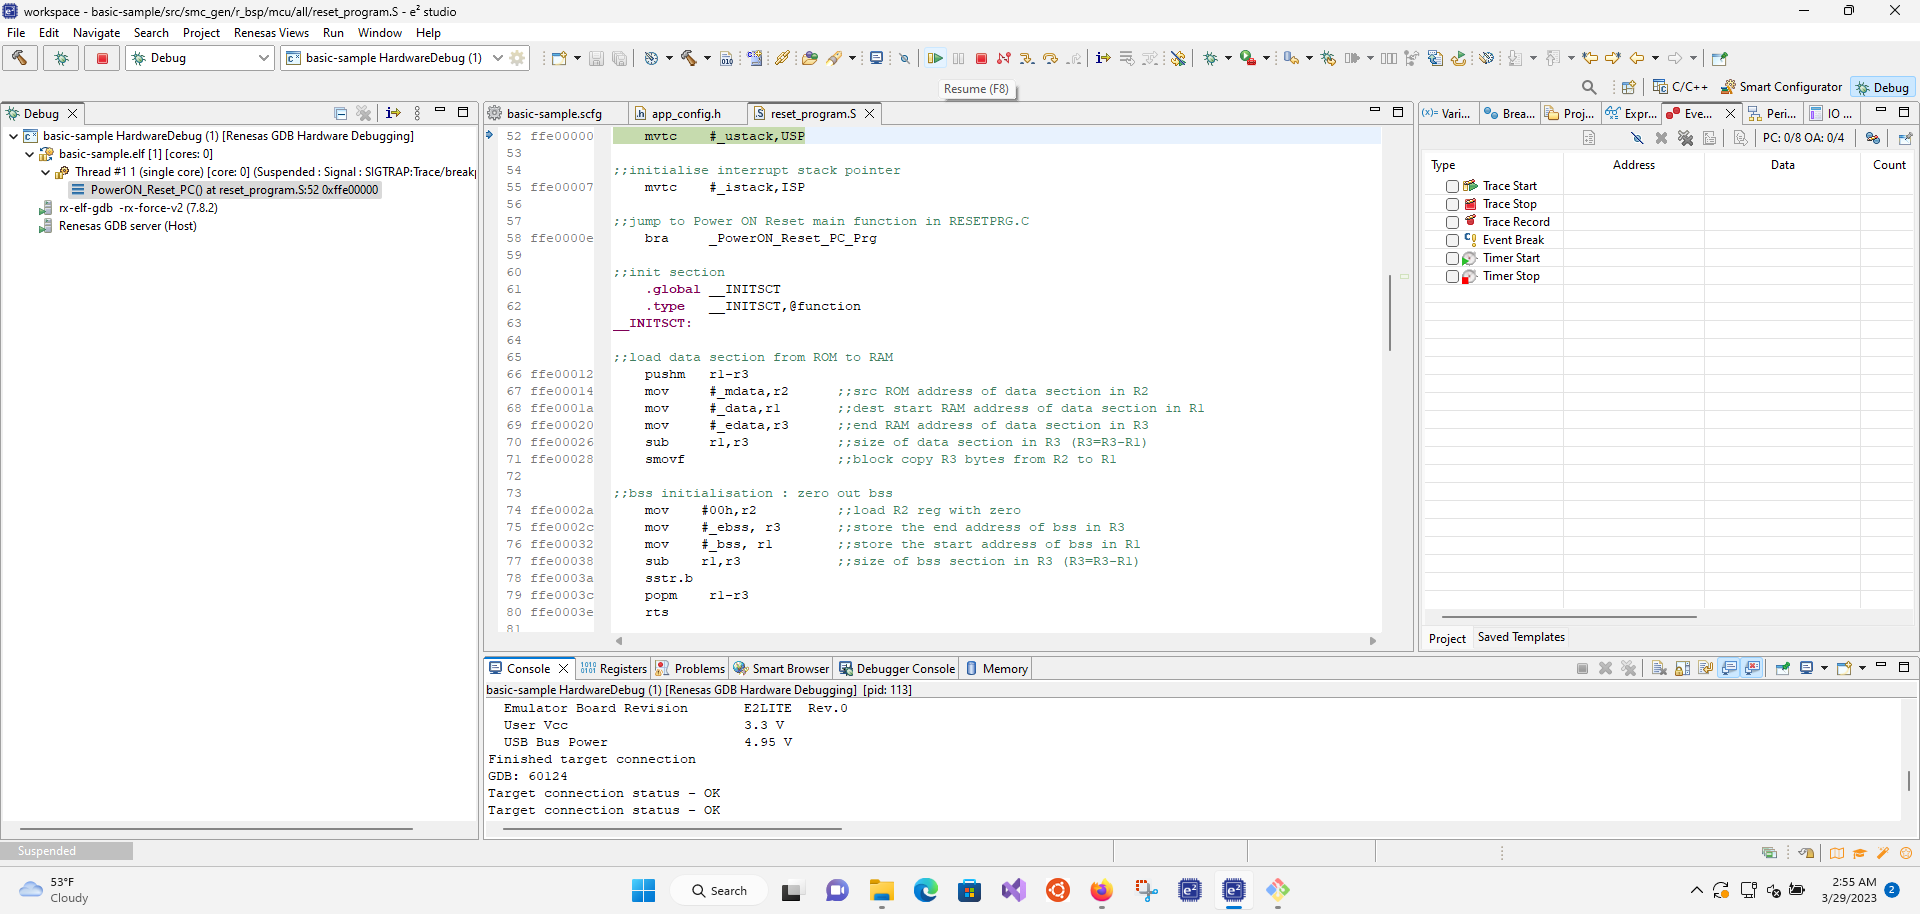 workspace - basic-sample/src/smc_gen/r_bsp/mcu/all/reset_program.S - e² studio
File Edit Navigate Search Project Renesas Views Run Window Help
Debug basic-sample HardwareDebug (1)
Resume (F8)
C/C++ Smart Configurator Debug
Debug
basic-sample HardwareDebug (1) [Renesas GDB Hardware Debugging]
basic-sample.elf [1] [cores: 0]
Thread #1 1 (single core) [core: 0] (Suspended : Signal : SIGTRAP:Trace/break
PowerON_Reset_PC() at reset_program.S:52 0xffe00000
rx-elf-gdb -rx-force-v2 (7.8.2)
Renesas GDB server (Host)
basic-sample.scfg app_config.h reset_program.S
52 ffe00000 mvtc #_ustack,USP
53
54 ;;initialise interrupt stack pointer
55 ffe00007 mvtc #_istack,ISP
56
57 ;;jump to Power ON Reset main function in RESETPRG.C
58 ffe0000e bra _PowerON_Reset_PC_Prg
59
60 ;;init section
61 .global __INITSCT
62 .type __INITSCT,@function
63 __INITSCT:
64
65 ;;load data section from ROM to RAM
66 ffe00012 pushm r1-r3
67 ffe00014 mov #_mdata,r2 ;;src ROM address of data section in R2
68 ffe0001a mov #_data,r1 ;;dest start RAM address of data section in R1
69 ffe00020 mov #_edata,r3 ;;end RAM address of data section in R3
70 ffe00026 sub r1,r3 ;;size of data section in R3 (R3=R3-R1)
71 ffe00028 smovf ;;block copy R3 bytes from R2 to R1
72
73 ;;bss initialisation : zero out bss
74 ffe0002a mov #00h,r2 ;;load R2 reg with zero
75 ffe0002c mov #_ebss, r3 ;;store the end address of bss in R3
76 ffe00032 mov #_bss, r1 ;;store the start address of bss in R1
77 ffe00038 sub r1,r3 ;;size of bss section in R3 (R3=R3-R1)
78 ffe0003a sstr.b
79 ffe0003c popm r1-r3
80 ffe0003e rts
81
(x)= Vari... Brea... Proj... Expr... Eve... Peri... IO ...
PC: 0/8 OA: 0/4
Type Address Data Count
Trace Start
Trace Stop
Trace Record
Event Break
Timer Start
Timer Stop
Project Saved Templates
Console Registers Problems Smart Browser Debugger Console Memory
basic-sample HardwareDebug (1) [Renesas GDB Hardware Debugging] [pid: 113]
Emulator Board Revision E2LITE Rev.0
User Vcc 3.3 V
USB Bus Power 4.95 V
Finished target connection
GDB: 60124
Target connection status - OK
Target connection status - OK
Suspended
53°F
Cloudy
Search
2:55 AM
3/29/2023
2